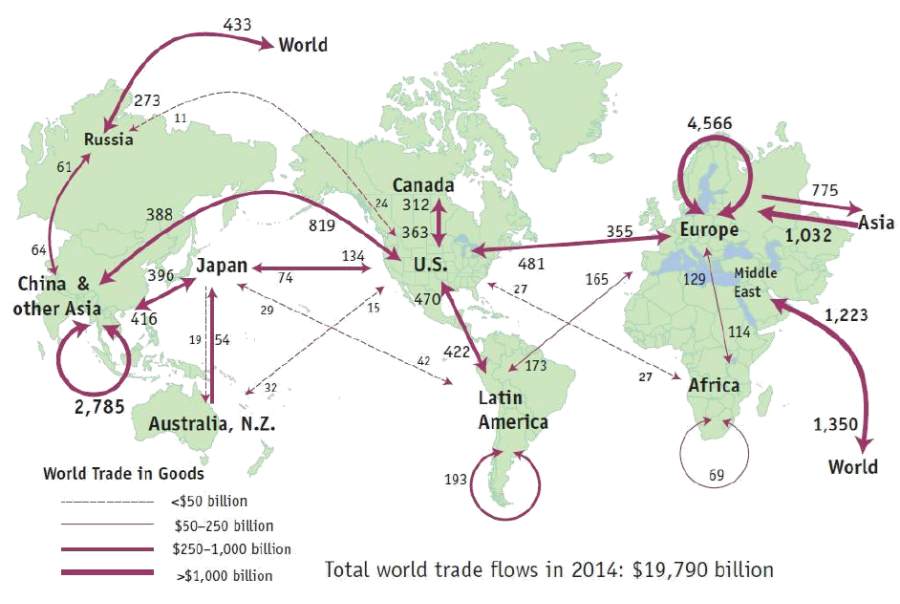 433
World
273
11
Russia
61
4,566
Canada
312
24
775
388
819
363
355
Europe
1,032
Asia
64
Japan
134
U.S.
481
China &
other Asia
396
74
470
165
129
Middle
East
416
29
15
27
1,223
19
54
42
422
114
173
27
32
Africa
2,785
Latin
America
1,350
Australia, N.Z.
World
69
193
World Trade in Goods
<$50 billion
$50–250 billion
$250–1,000 billion
>$1,000 billion
Total world trade flows in 2014: $19,790 billion